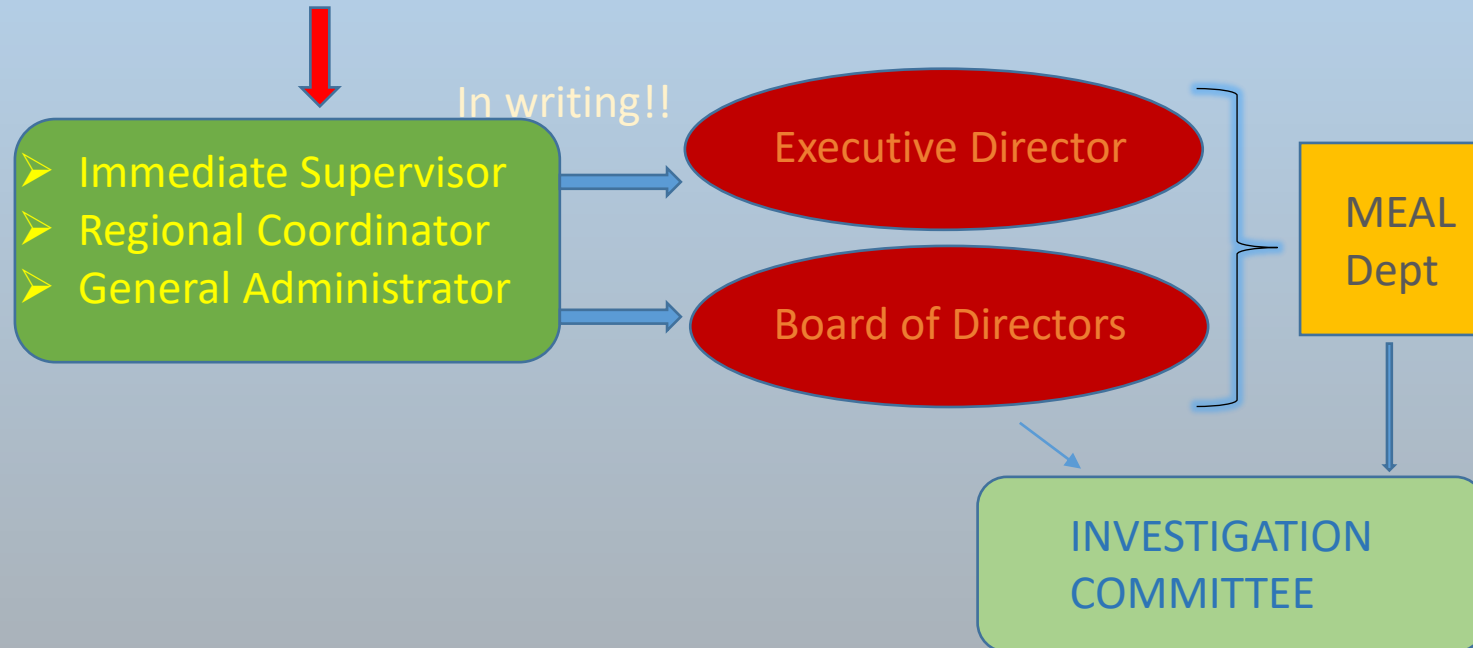 In writing!!
Immediate Supervisor
Regional Coordinator
General Administrator
Executive Director
Board of Directors
MEAL
Dept
INVESTIGATION
COMMITTEE